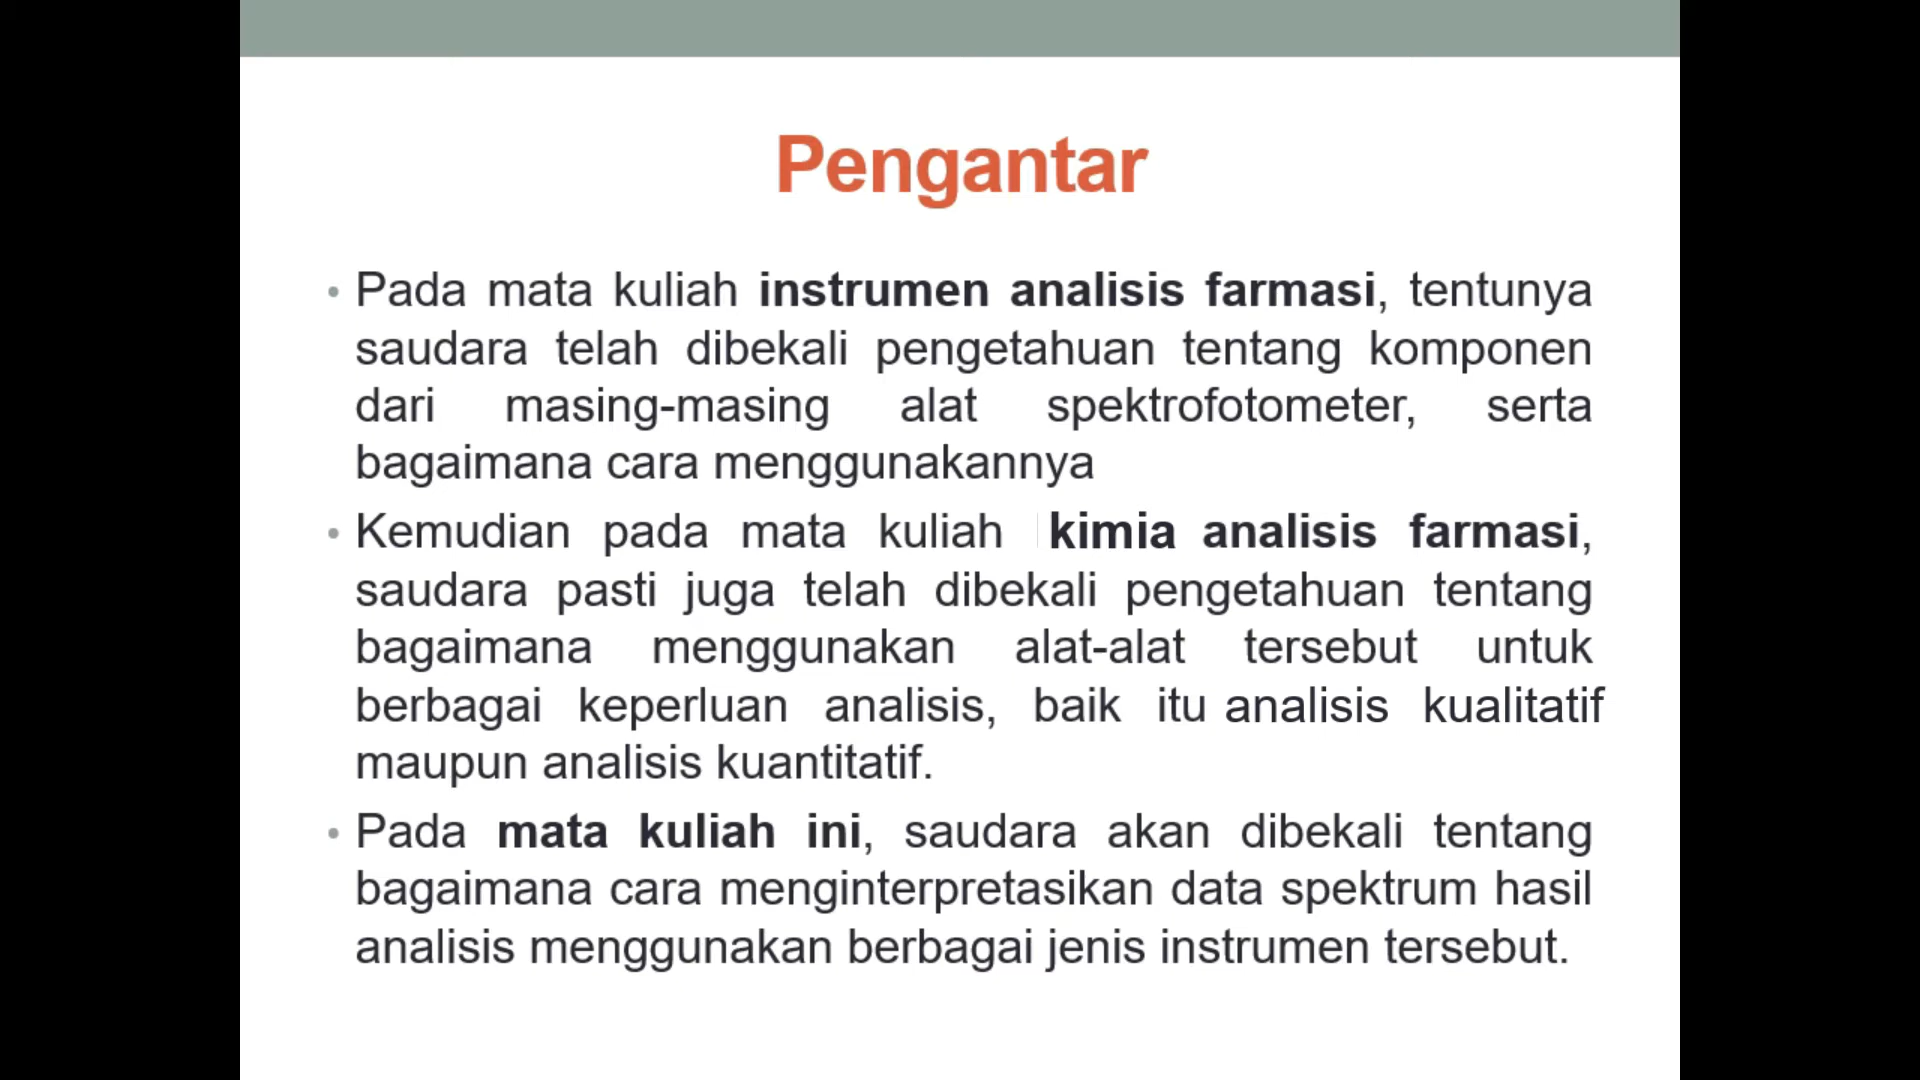 Pengantar
• Pada mata kuliah instrumen analisis farmasi, tentunya
saudara telah dibekali pengetahuan tentang komponen
dari masing-masing alat spektrofotometer, serta
bagaimana cara menggunakannya
• Kemudian pada mata kuliah kimia analisis farmasi,
saudara pasti juga telah dibekali pengetahuan tentang
bagaimana menggunakan alat-alat tersebut untuk
berbagai keperluan analisis, baik itu analisis kualitatif
maupun analisis kuantitatif.
• Pada mata kuliah ini, saudara akan dibekali tentang
bagaimana cara menginterpretasikan data spektrum hasil
analisis menggunakan berbagai jenis instrumen tersebut.